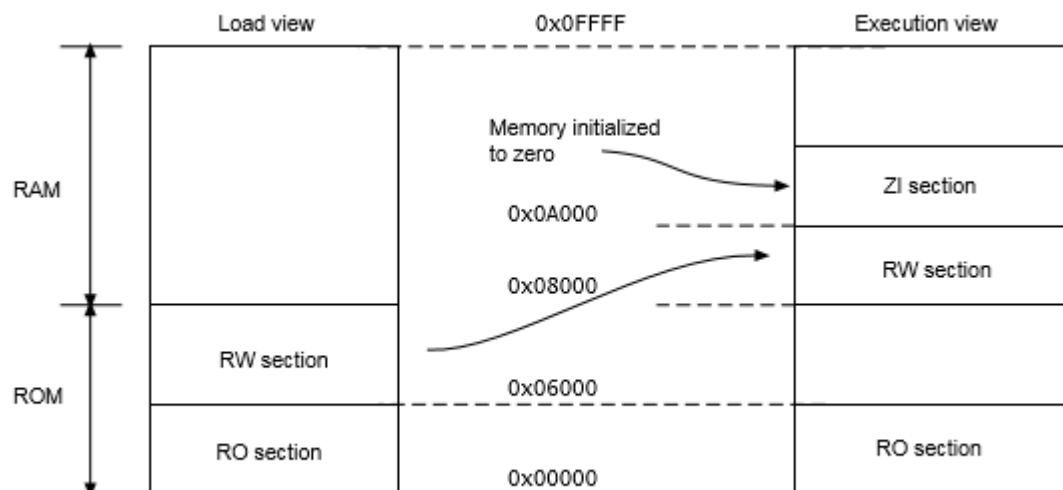 Load view
0x0FFFF
Execution view
Memory initialized
to zero
RAM
ZI section
0x0A000
RW section
0x08000
RW section
ROM
0x06000
RO section
RO section
0x00000